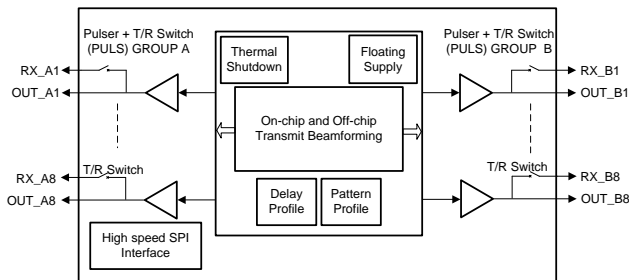 Pulser + T/R Switch
(PULS) GROUP A
Pulser + T/R Switch
(PULS) GROUP B
Thermal
Shutdown
Floating
Supply
RX_A1
OUT_A1
RX_B1
OUT_B1
On-chip and Off-chip
Transmit Beamforming
T/R Switch
RX_A8
OUT_A8
T/R Switch
RX_B8
OUT_B8
Delay
Profile
Pattern
Profile
High speed SPI
Interface